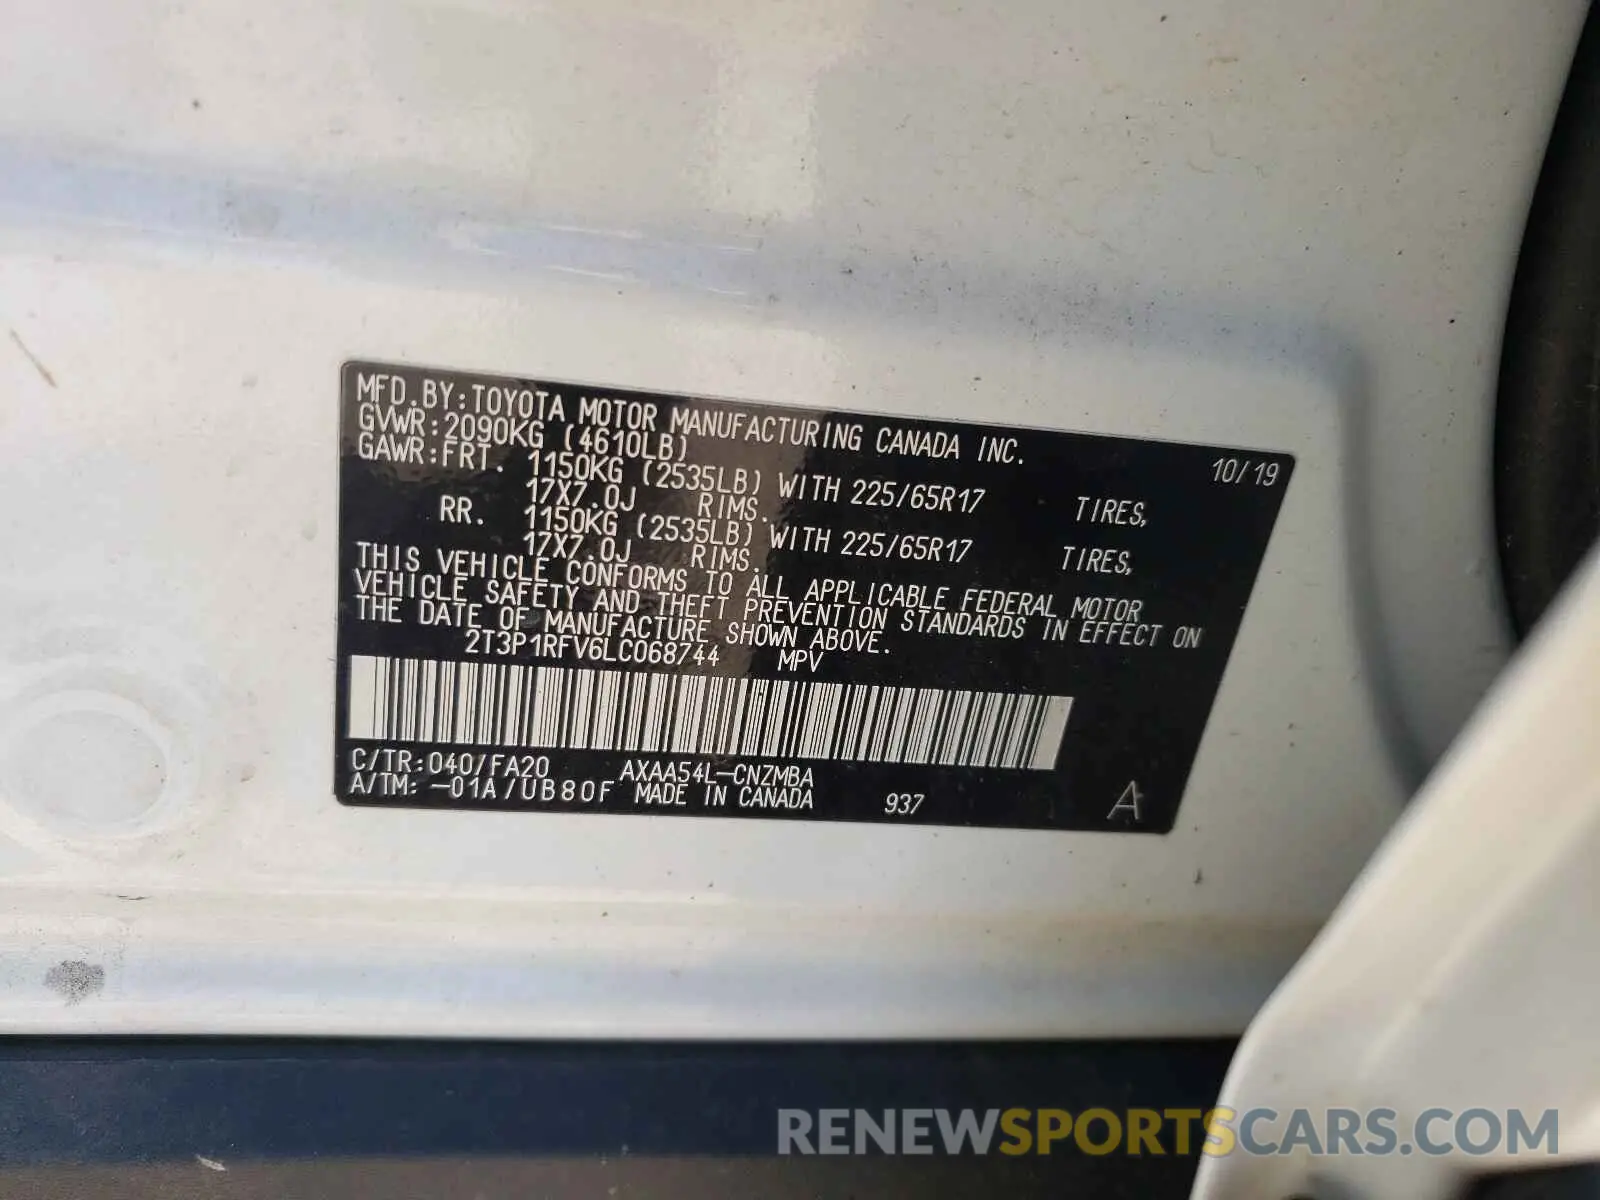 MFD.BY:TOYOTA MOTOR MANUFACTURING CANADA INC.
GVWR:2090KG (4610LB) 10/19
GAWR:FRT. 1150KG (2535LB) WITH 225/65R17 TIRES,
17X7.0J RIMS.
RR. 1150KG (2535LB) WITH 225/65R17 TIRES,
17X7.0J RIMS.
THIS VEHICLE CONFORMS TO ALL APPLICABLE FEDERAL MOTOR
VEHICLE SAFETY AND THEFT PREVENTION STANDARDS IN EFFECT ON
THE DATE OF MANUFACTURE SHOWN ABOVE.
2T3P1RFV6LC068744 MPV
C/TR:040/FA20 AXAA54L-CNZMBA
A/TM:-01A/UB80F MADE IN CANADA 937 A
RENEWSPORTSCARS.COM